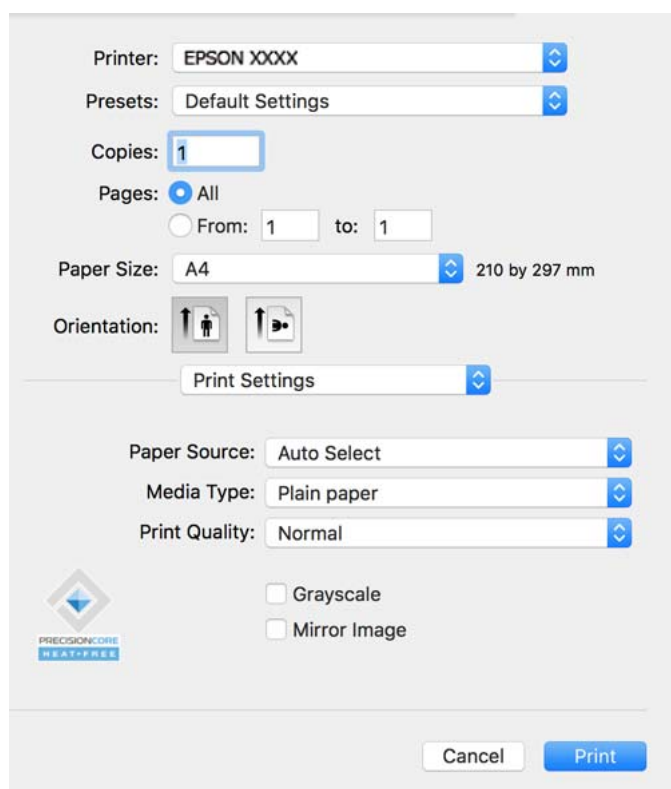 Printer: EPSON XXXX
Presets: Default Settings
Copies: 1
Pages: All
From: 1 to: 1
Paper Size: A4 210 by 297 mm
Orientation:
Print Settings
Paper Source: Auto Select
Media Type: Plain paper
Print Quality: Normal
Grayscale
Mirror Image
PRECISIONCORE
HEAT-FREE
Cancel Print